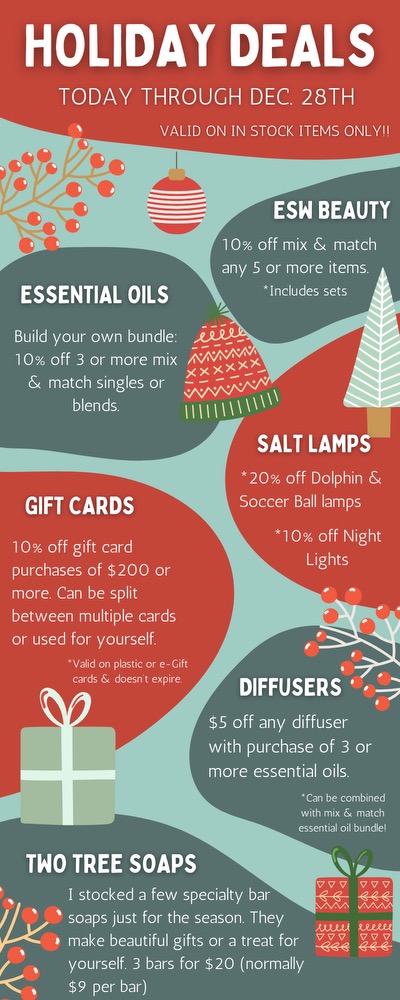 HOLIDAY DEALS
TODAY THROUGH DEC. 28TH
VALID ON IN STOCK ITEMS ONLY!!
ESW BEAUTY
10% off mix & match
any 5 or more items.
*Includes sets
ESSENTIAL OILS
Build your own bundle:
10% off 3 or more mix
& match singles or
blends.
SALT LAMPS
*20% off Dolphin &
Soccer Ball lamps
*10% off Night
Lights
GIFT CARDS
10% off gift card
purchases of $200 or
more. Can be split
between multiple cards
or used for yourself.
*Valid on plastic or e-Gift
cards & doesn't expire.
DIFFUSERS
$5 off any diffuser
with purchase of 3 or
more essential oils.
*Can be combined
with mix & match
essential oil bundle!
TWO TREE SOAPS
I stocked a few specialty bar
soaps just for the season. They
make beautiful gifts or a treat for
yourself. 3 bars for $20 (normally
$9 per bar)